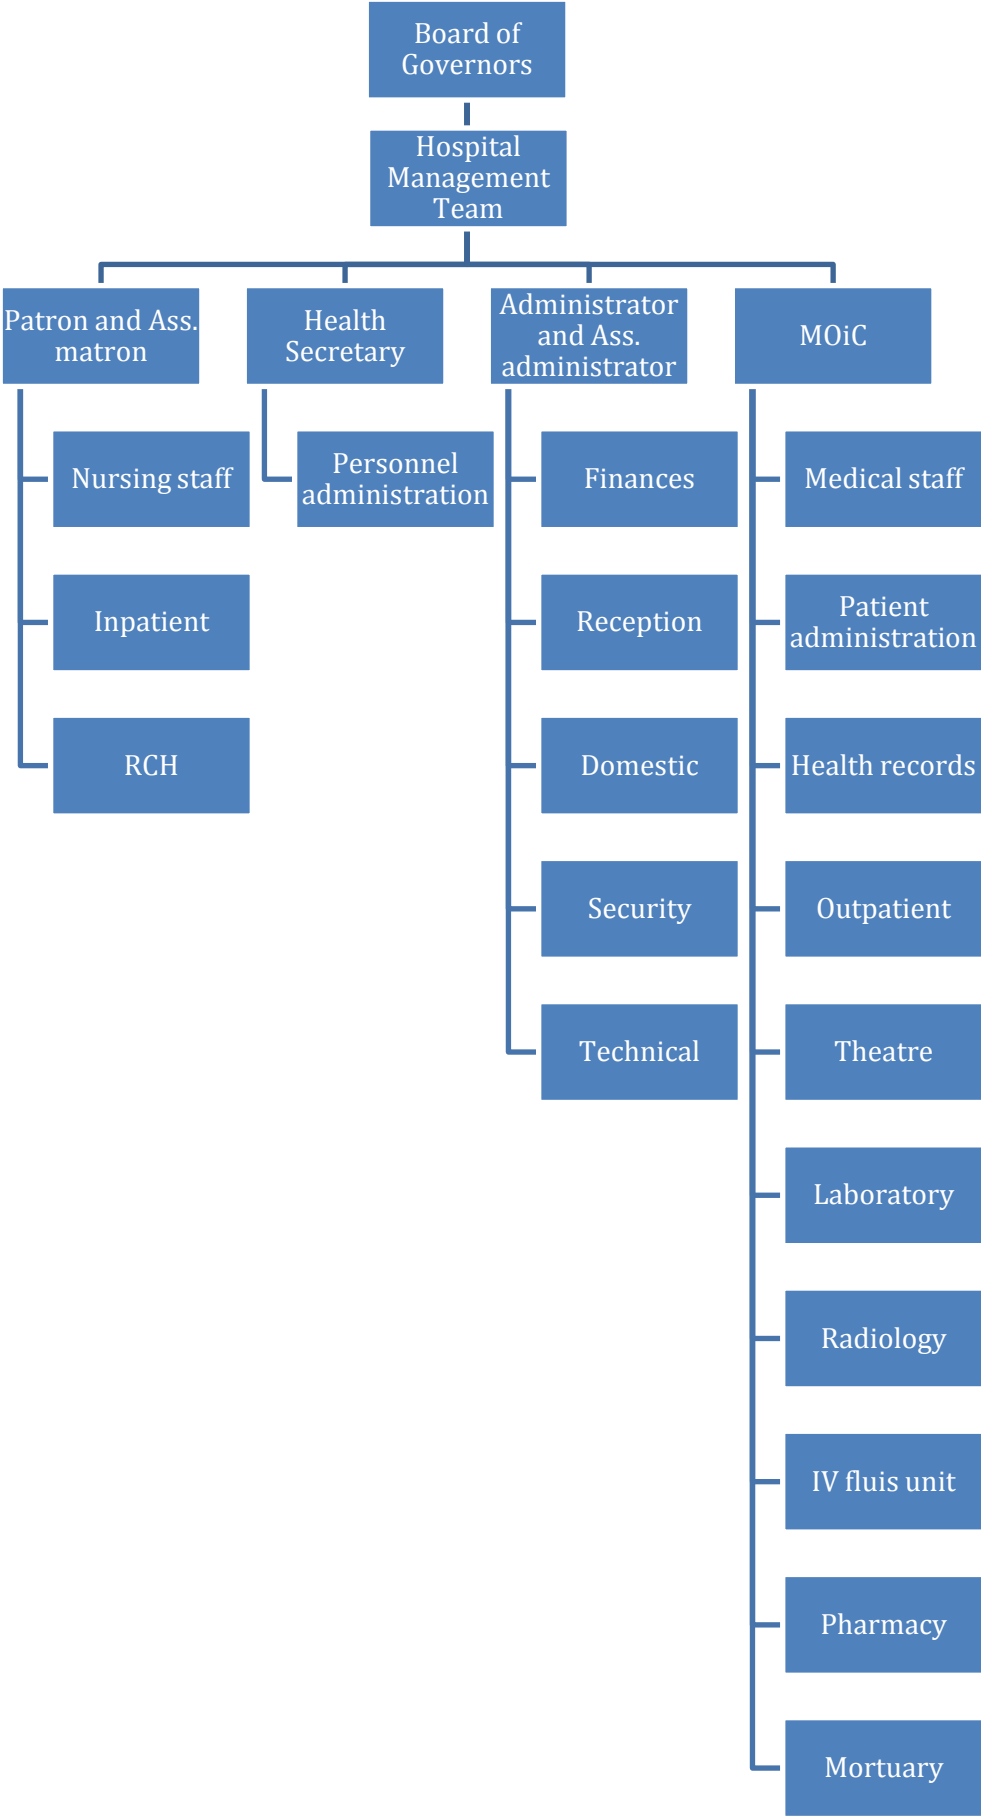 Board of
Governors
Hospital
Management
Team
Patron and Ass.
matron
Health
Secretary
Administrator
and Ass.
administrator
MOiC
Nursing staff
Inpatient
RCH
Personnel
administration
Finances
Reception
Domestic
Security
Technical
Medical staff
Patient
administration
Health records
Outpatient
Theatre
Laboratory
Radiology
IV fluis unit
Pharmacy
Mortuary